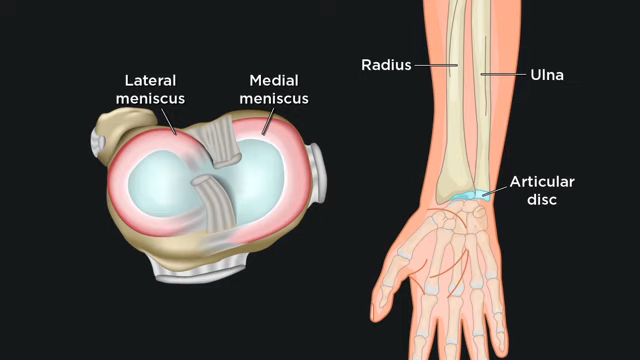 Lateral
meniscus
Medial
meniscus
Radius
Ulna
Articular
disc